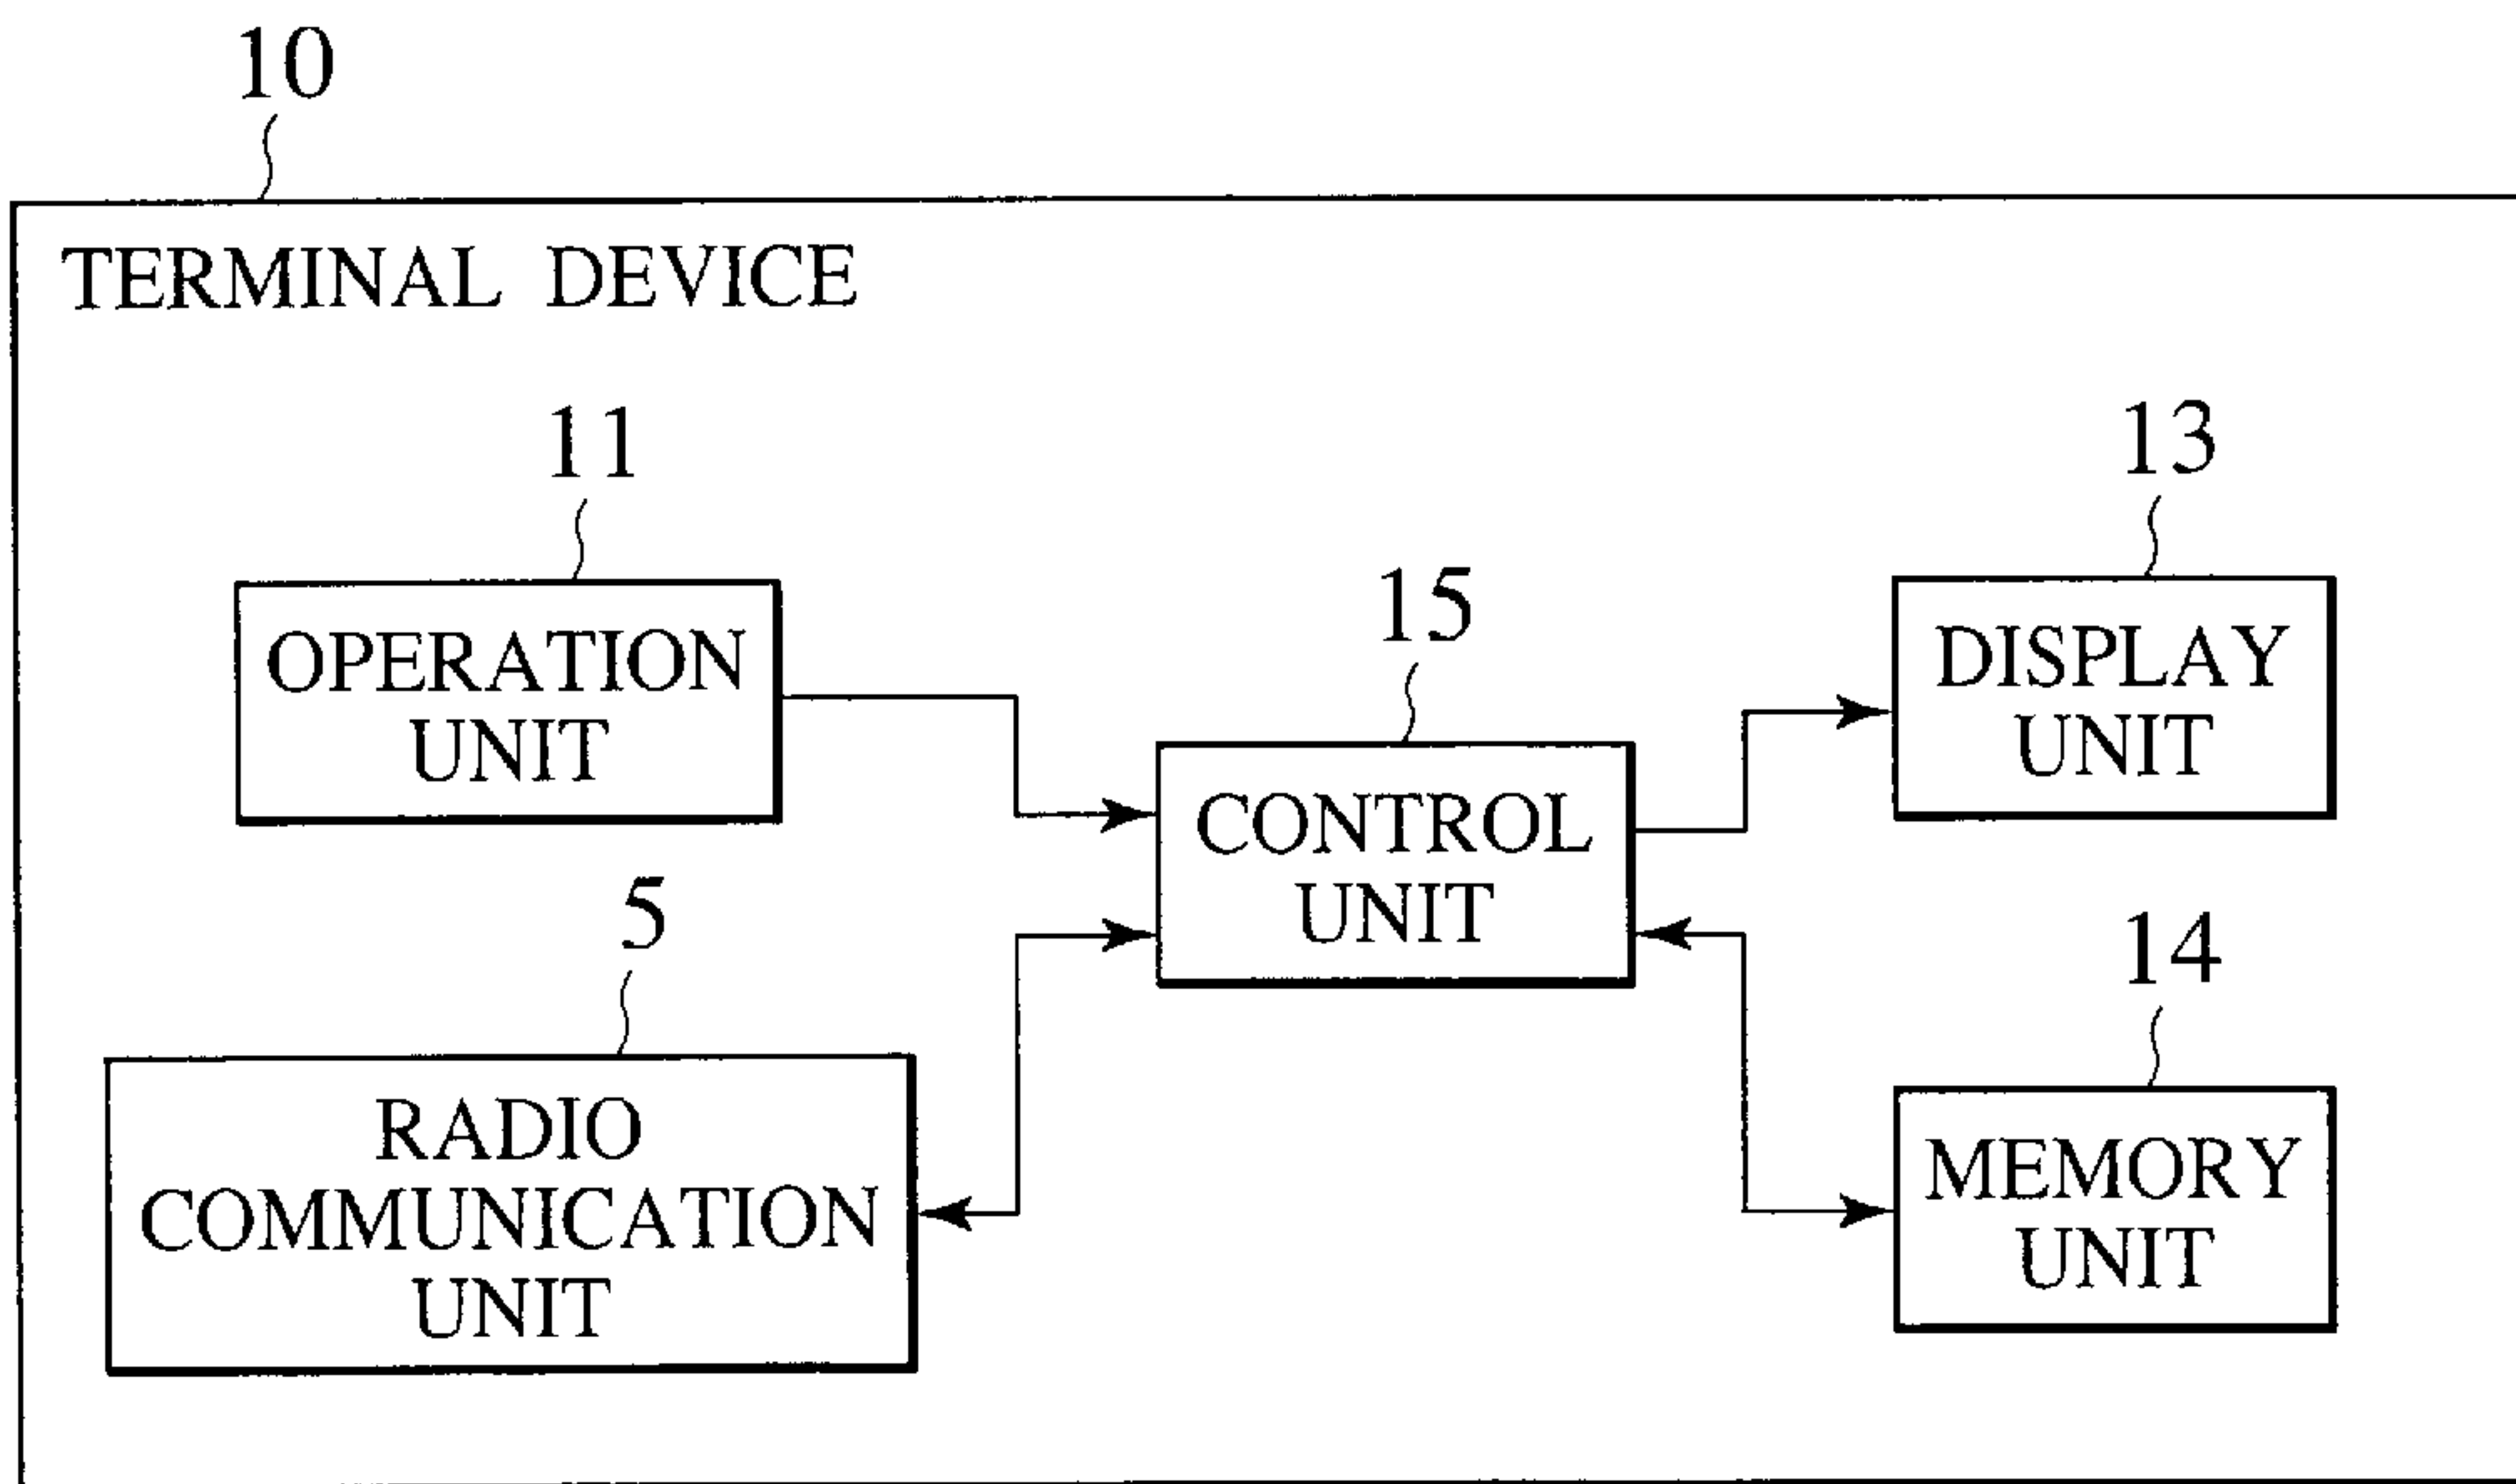 10
TERMINAL DEVICE
11
OPERATION
UNIT
13
DISPLAY
UNIT
15
CONTROL
UNIT
5
RADIO
COMMUNICATION
UNIT
14
MEMORY
UNIT